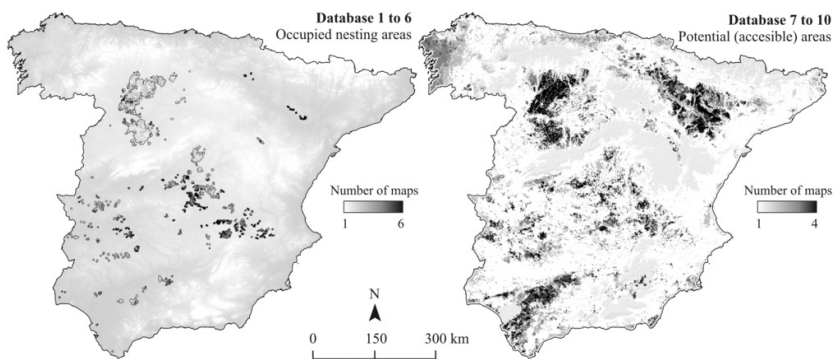 Database 1 to 6
Occupied nesting areas
Number of maps
1 6
Database 7 to 10
Potential (accesible) areas
Number of maps
1 4
N
0 150 300 km